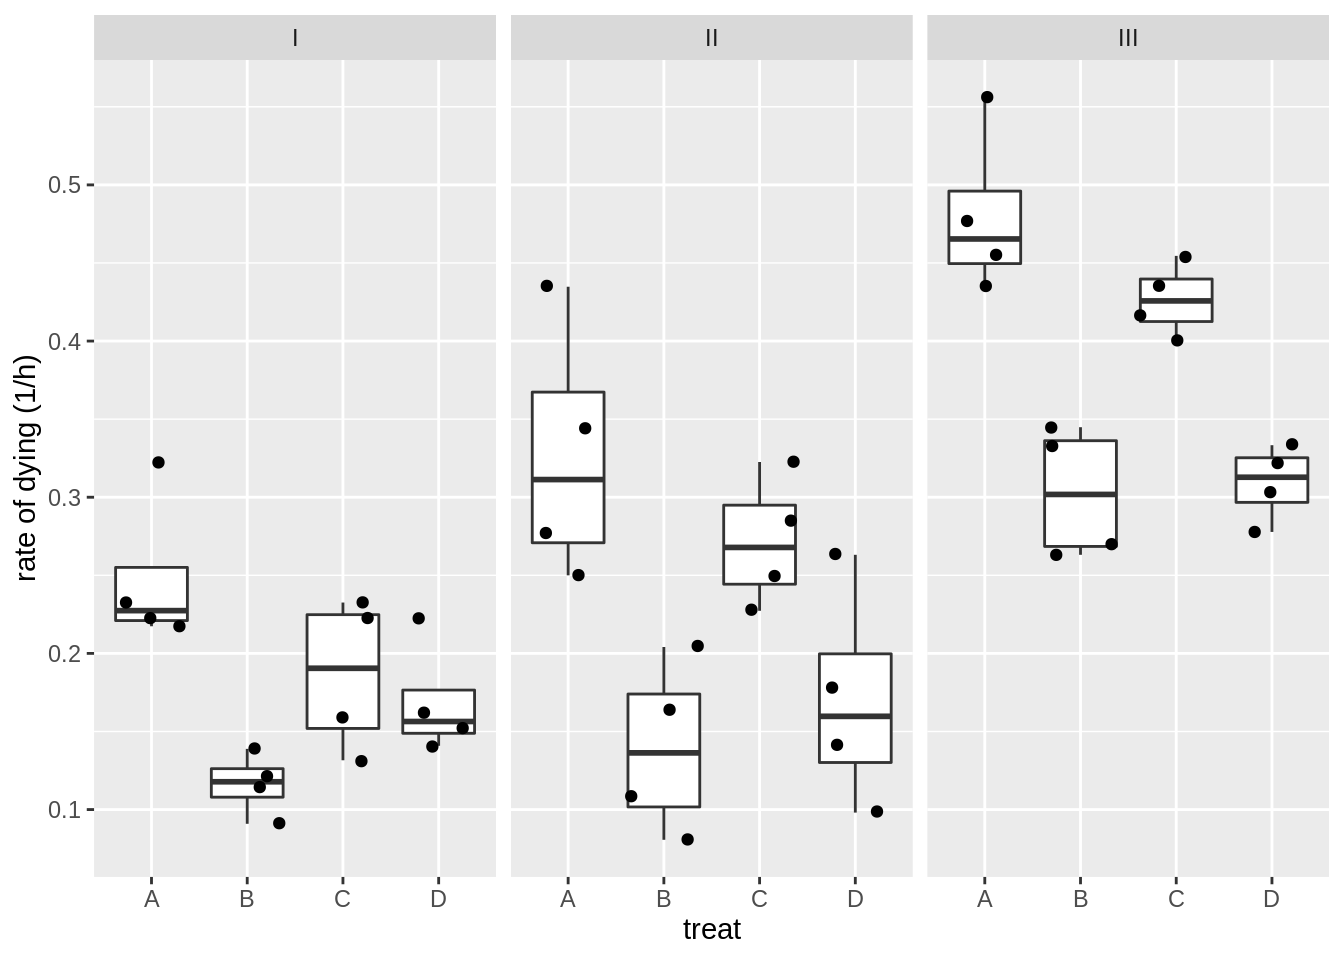 I II III
rate of dying (1/h)
0.5
0.4
0.3
0.2
0.1
A B C D A B C D A B C D
treat